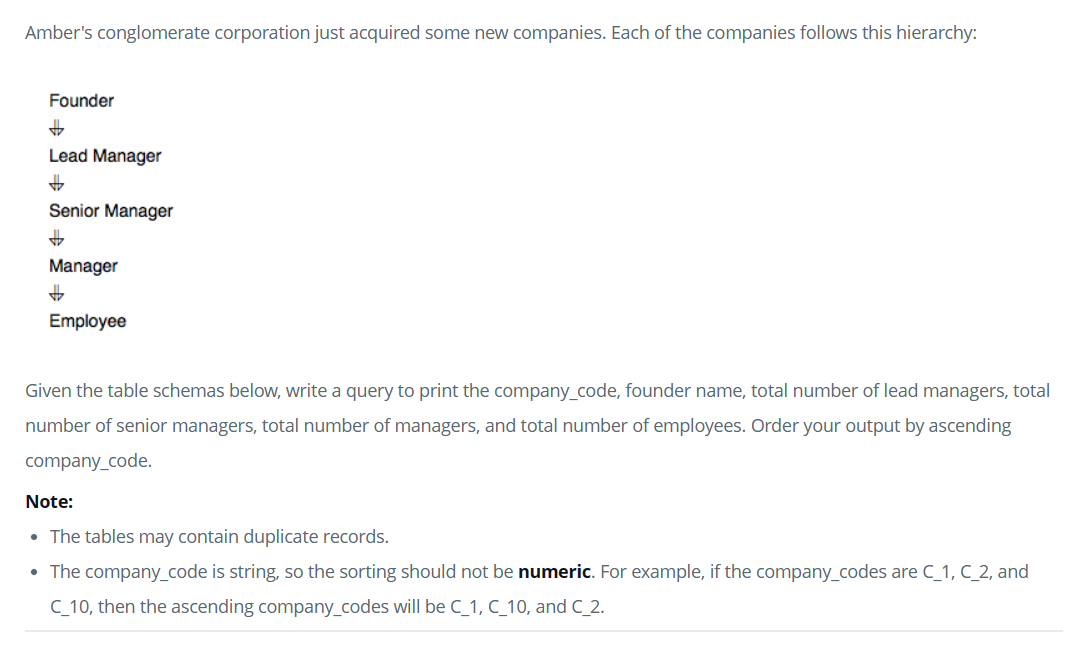 Amber's conglomerate corporation just acquired some new companies. Each of the companies follows this hierarchy:
Founder
Lead Manager
Senior Manager
Manager
Employee
Given the table schemas below, write a query to print the company_code, founder name, total number of lead managers, total
number of senior managers, total number of managers, and total number of employees. Order your output by ascending
company_code.
Note:
• The tables may contain duplicate records.
• The company_code is string, so the sorting should not be numeric. For example, if the company_codes are C_1, C_2, and
C_10, then the ascending company_codes will be C_1, C_10, and C_2.